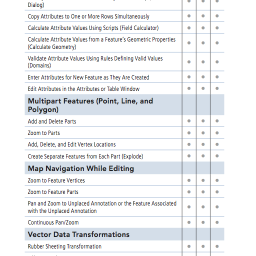 Dialog)
Copy Attributes to One or More Rows Simultaneously
Calculate Attribute Values Using Scripts (Field Calculator)
Calculate Attribute Values from a Feature's Geometric Properties
(Calculate Geometry)
Validate Attribute Values Using Rules Defining Valid Values
(Domains)
Enter Attributes for New Feature as They Are Created
Edit Attributes in the Attributes or Table Window
Multipart Features (Point, Line, and
Polygon)
Add and Delete Parts
Zoom to Parts
Add, Delete, and Edit Vertex Locations
Create Separate Features from Each Part (Explode)
Map Navigation While Editing
Zoom to Feature Vertices
Zoom to Feature Parts
Pan and Zoom to Unplaced Annotation or the Feature Associated
with the Unplaced Annotation
Continuous Pan/Zoom
Vector Data Transformations
Rubber Sheeting Transformation